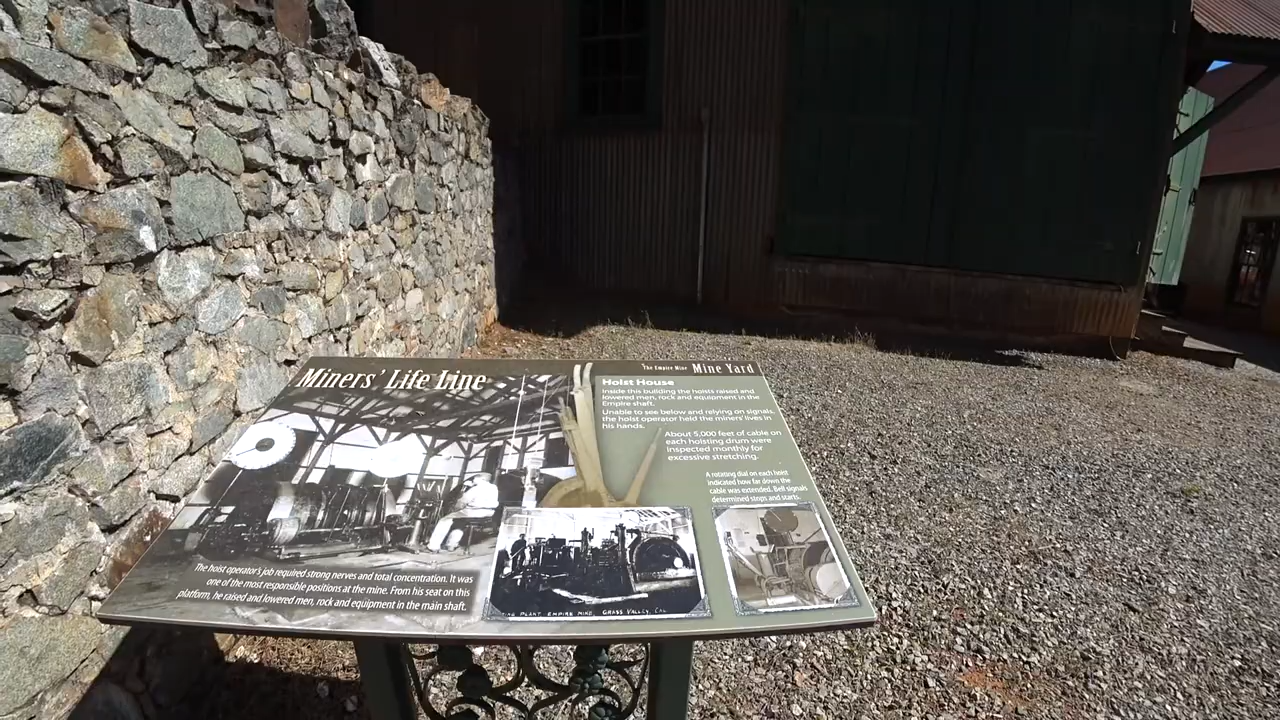 Miners' Life Line
The Empire Mine Mine Yard
Hoist House
Inside this building the hoists raised and
lowered men, rock and equipment in the
Empire shaft.
Unable to see below and relying on signals,
the hoist operator held the miners' lives in
his hands.
About 5,000 feet of cable on
each hoisting drum were
inspected monthly for
excessive stretching.
A rotating dial on each hoist
indicated how far down the
cable was extended. Bell signals
determined stops and starts.
The hoist operator's job required strong nerves and total concentration. It was
one of the most responsible positions at the mine. From his seat on this
platform, he raised and lowered men, rock and equipment in the main shaft.
PLANT EMPIRE MINE GRASS VALLEY, CAL